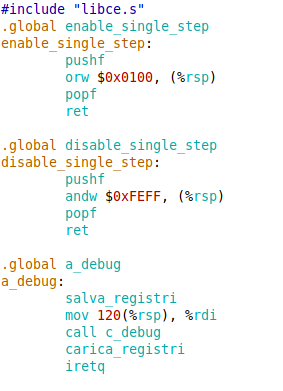 #include "libce.s"
.global enable_single_step
enable_single_step:
pushf
orw $0x0100, (%rsp)
popf
ret
.global disable_single_step
disable_single_step:
pushf
andw $0xFEFF, (%rsp)
popf
ret
.global a_debug
a_debug:
salva_registri
mov 120(%rsp), %rdi
call c_debug
carica_registri
iretq